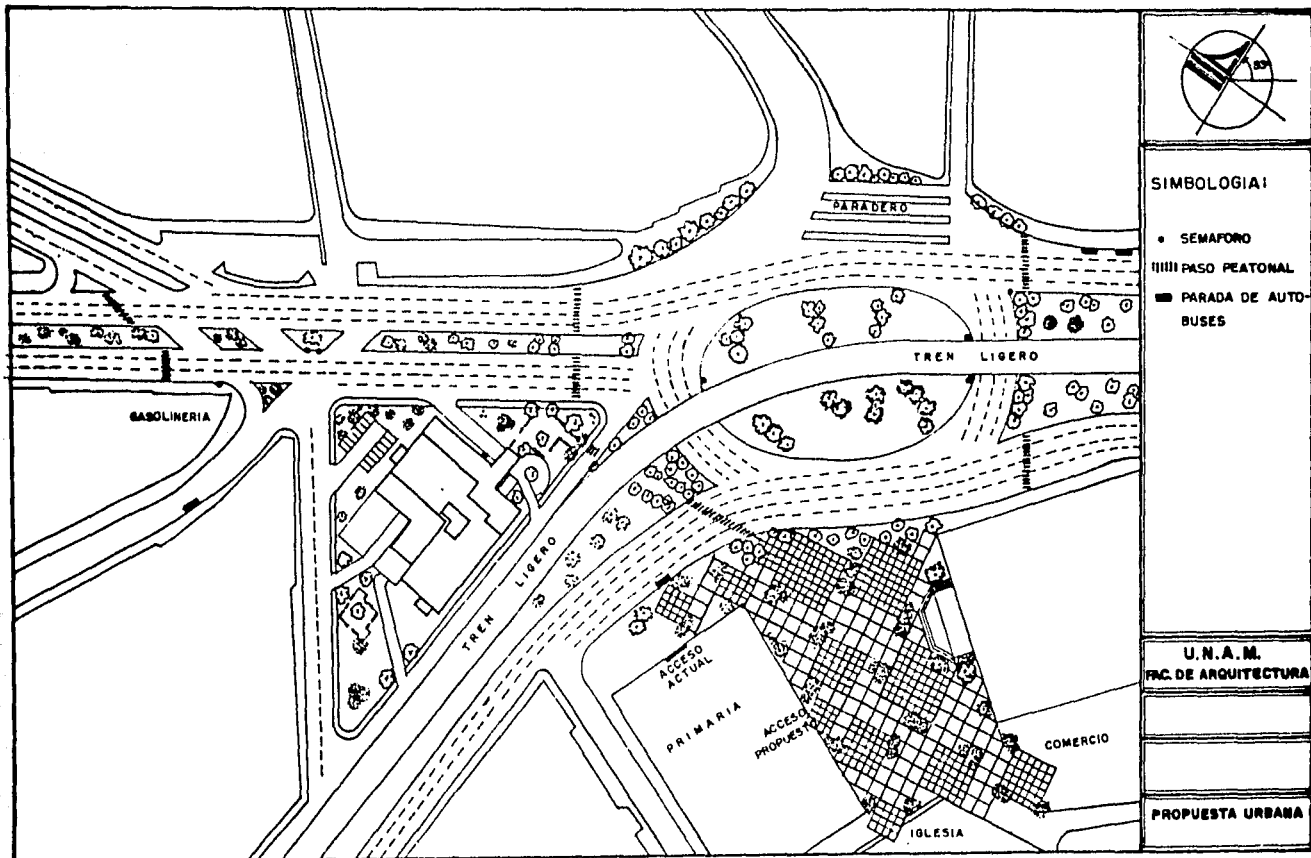 PARADERO
TREN LIGERO
GASOLINERIA
TREN LIGERO
ACCESO
ACTUAL
PRIMARIA
ACCESO
PROPUESTO
COMERCIO
IGLESIA
SIMBOLOGIA:
SEMAFORO
PASO PEATONAL
PARADA DE AUTO-
BUSES
U.N.A.M.
FAC. DE ARQUITECTURA
PROPUESTA URBANA